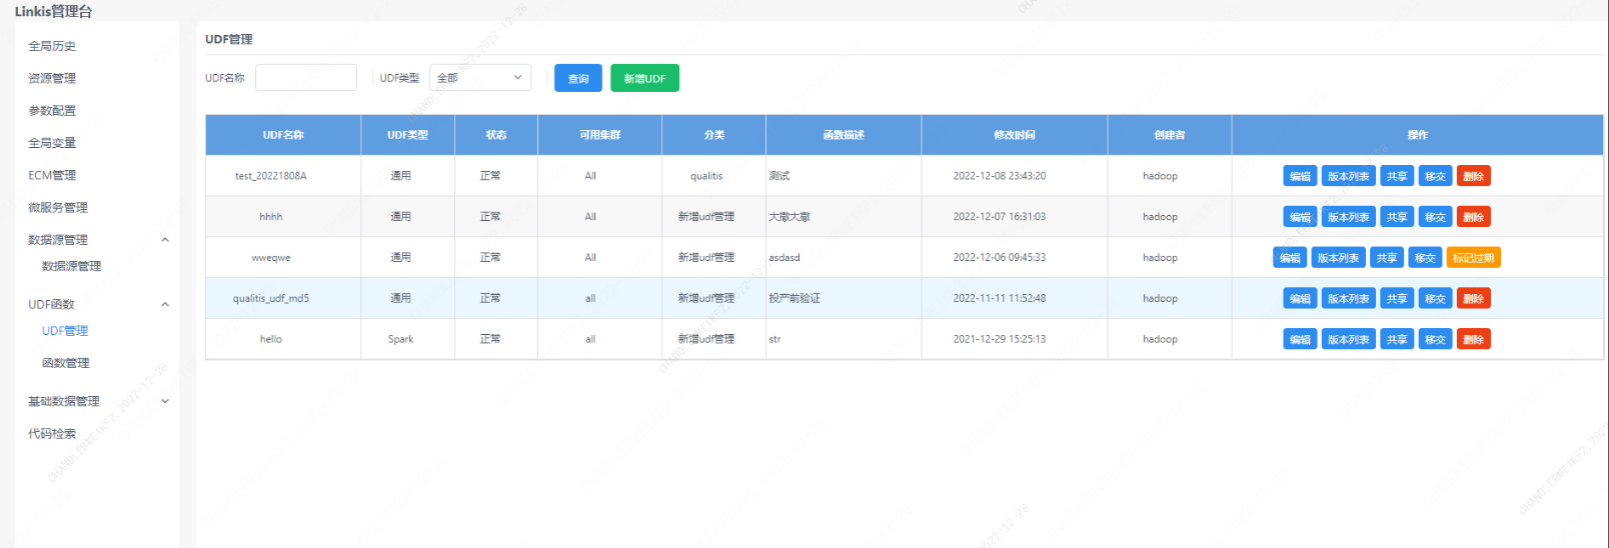 Linkis管理台
全局历史
资源管理
参数配置
全局变量
ECM管理
微服务管理
数据源管理
数据源管理
UDF函数
UDF管理
函数管理
基础数据管理
代码检索
UDF管理
UDF名称 UDF类型 全部 查询 新增UDF
UDF名称 UDF类型 状态 可用集群 分类 函数描述 修改时间 创建者 操作
test_20221808A 通用 正常 All qualitis 测试 2022-12-08 23:43:20 hadoop 编辑 版本列表 共享 移交 删除
hhhh 通用 正常 All 新增udf管理 大撒大撒 2022-12-07 16:31:03 hadoop 编辑 版本列表 共享 移交 删除
wweqwe 通用 正常 All 新增udf管理 asdasd 2022-12-06 09:45:33 hadoop 编辑 版本列表 共享 移交 标记过期
qualitis_udf_md5 通用 正常 all 新增udf管理 投产前验证 2022-11-11 11:52:48 hadoop 编辑 版本列表 共享 移交 删除
hello Spark 正常 all 新增udf管理 str 2021-12-29 15:25:13 hadoop 编辑 版本列表 共享 移交 删除